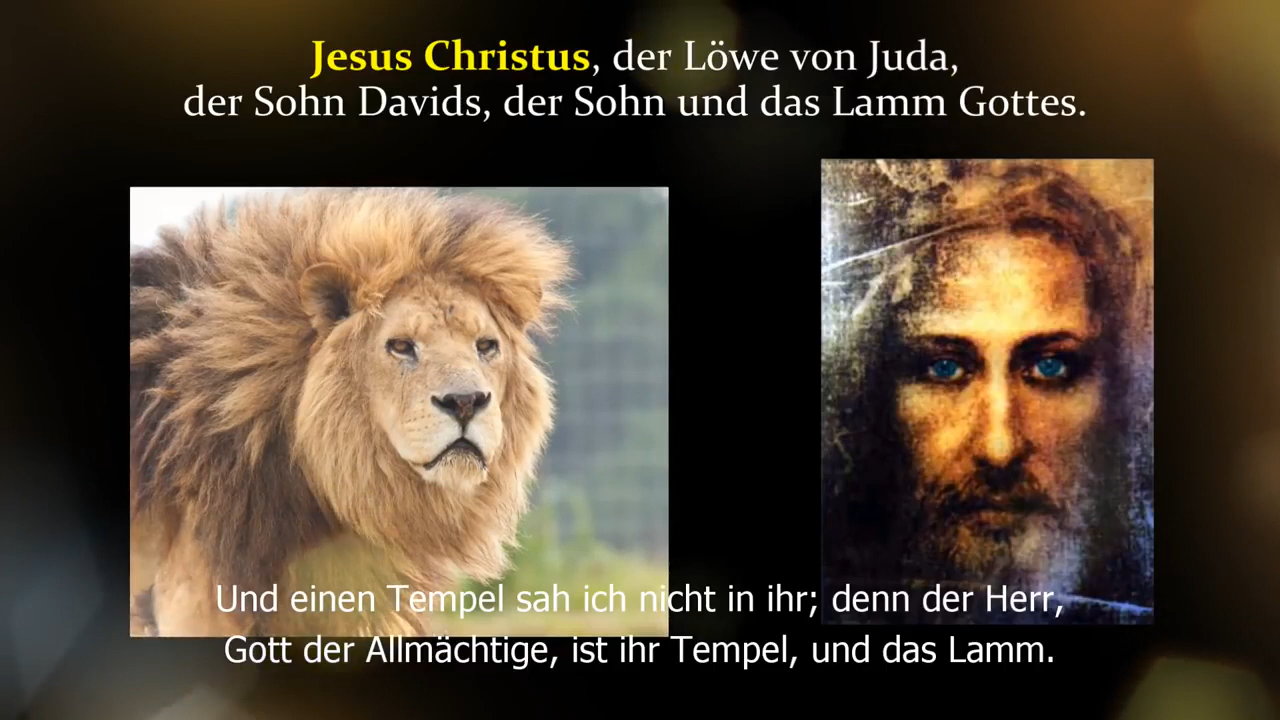 Jesus Christus, der Löwe von Juda,
der Sohn Davids, der Sohn und das Lamm Gottes.
Und einen Tempel sah ich nicht in ihr; denn der Herr,
Gott der Allmächtige, ist ihr Tempel, und das Lamm.